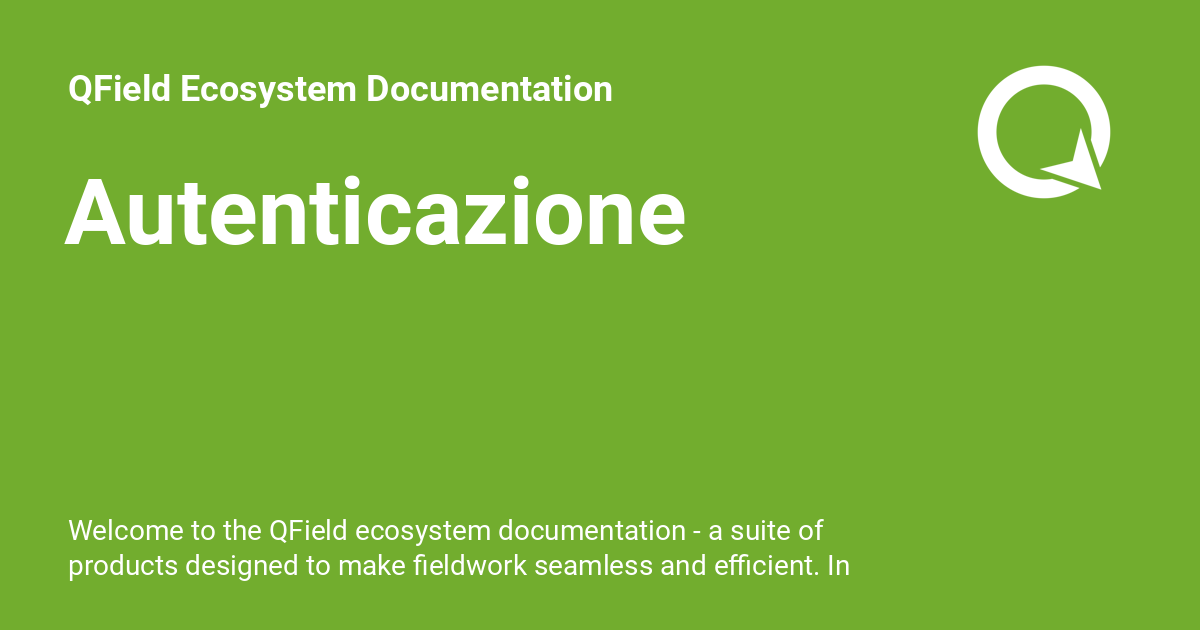 QField Ecosystem Documentation
Autenticazione
Welcome to the QField ecosystem documentation - a suite of
products designed to make fieldwork seamless and efficient. In